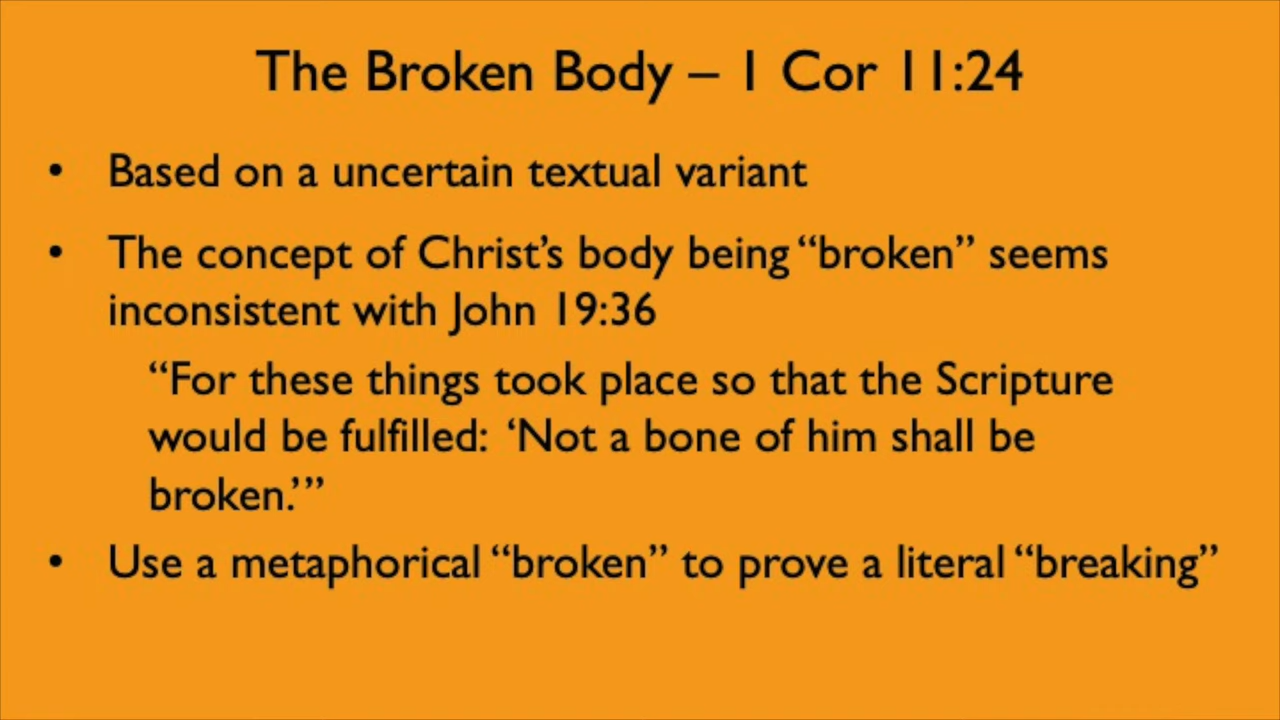 The Broken Body – 1 Cor 11:24
• Based on a uncertain textual variant
• The concept of Christ’s body being “broken” seems
inconsistent with John 19:36
“For these things took place so that the Scripture
would be fulfilled: ‘Not a bone of him shall be
broken.’”
• Use a metaphorical “broken” to prove a literal “breaking”